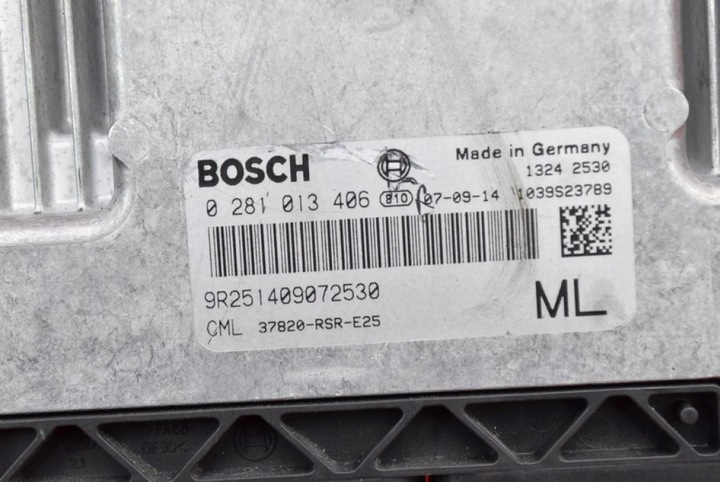 BOSCH
Made in Germany
1324 2530
0 281 013 406 810 07-09-14 1039S23789
9R251409072530
CML 37820-RSR-E25
ML